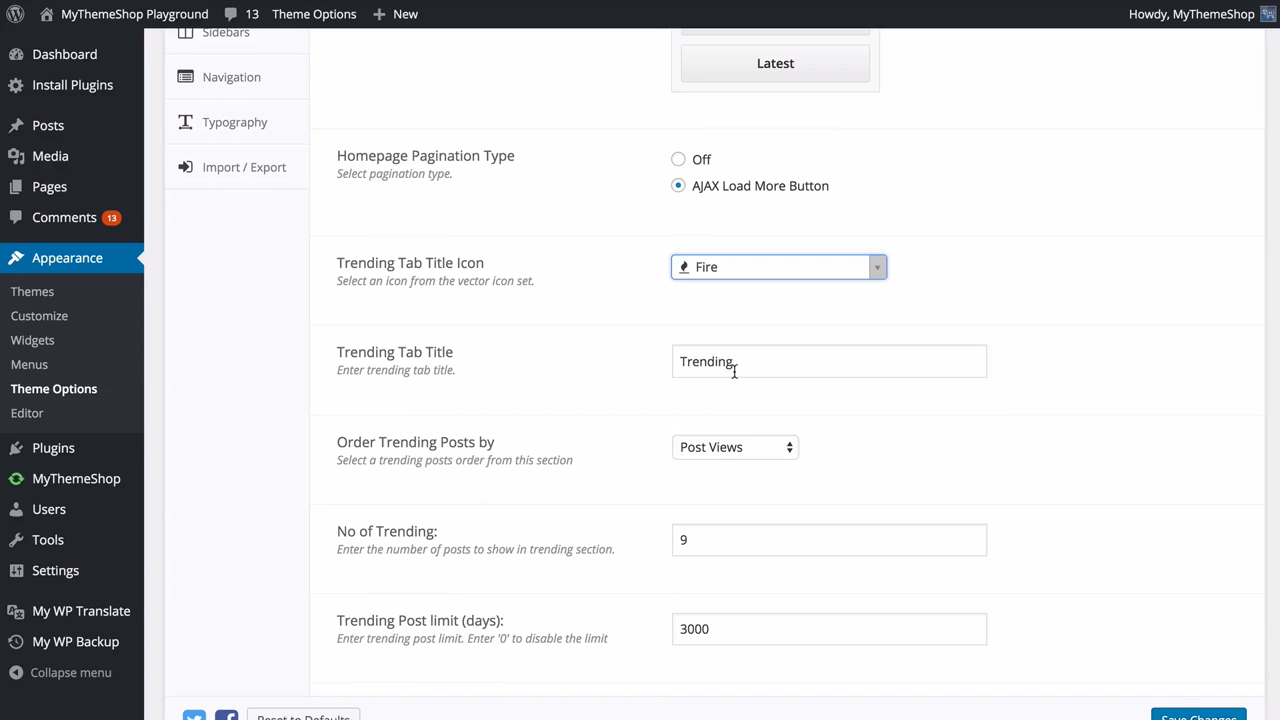 MyThemeShop Playground
13
Theme Options
New
Howdy, MyThemeShop
Dashboard
Install Plugins
Posts
Media
Pages
Comments 13
Appearance
Themes
Customize
Widgets
Menus
Theme Options
Editor
Plugins
MyThemeShop
Users
Tools
Settings
My WP Translate
My WP Backup
Collapse menu
Sidebars
Navigation
Typography
Import / Export
Latest
Homepage Pagination Type
Select pagination type.
Off
AJAX Load More Button
Trending Tab Title Icon
Select an icon from the vector icon set.
Fire
Trending Tab Title
Enter trending tab title.
Trending
Order Trending Posts by
Select a trending posts order from this section
Post Views
No of Trending:
Enter the number of posts to show in trending section.
9
Trending Post limit (days):
Enter trending post limit. Enter '0' to disable the limit
3000
Reset to Defaults
Save Changes